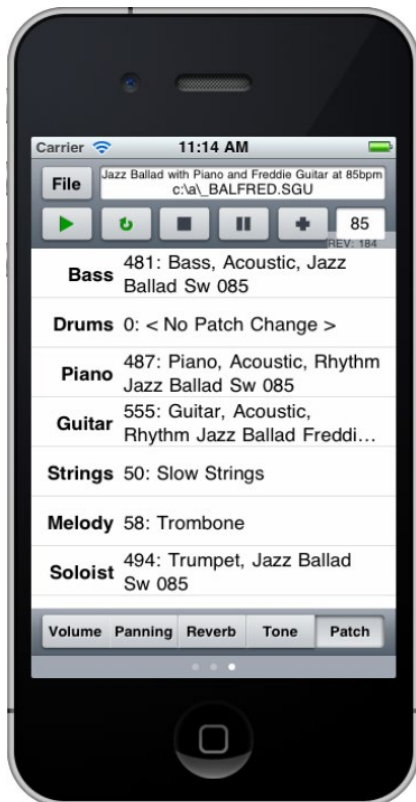 Carrier 11:14 AM
File
Jazz Ballad with Piano and Freddie Guitar at 85bpm
c:\a\_BALFRED.SGU
85
REV: 184
Bass 481: Bass, Acoustic, Jazz
Ballad Sw 085
Drums 0: < No Patch Change >
Piano 487: Piano, Acoustic, Rhythm
Jazz Ballad Sw 085
Guitar 555: Guitar, Acoustic,
Rhythm Jazz Ballad Freddi...
Strings 50: Slow Strings
Melody 58: Trombone
Soloist 494: Trumpet, Jazz Ballad
Sw 085
Volume Panning Reverb Tone Patch